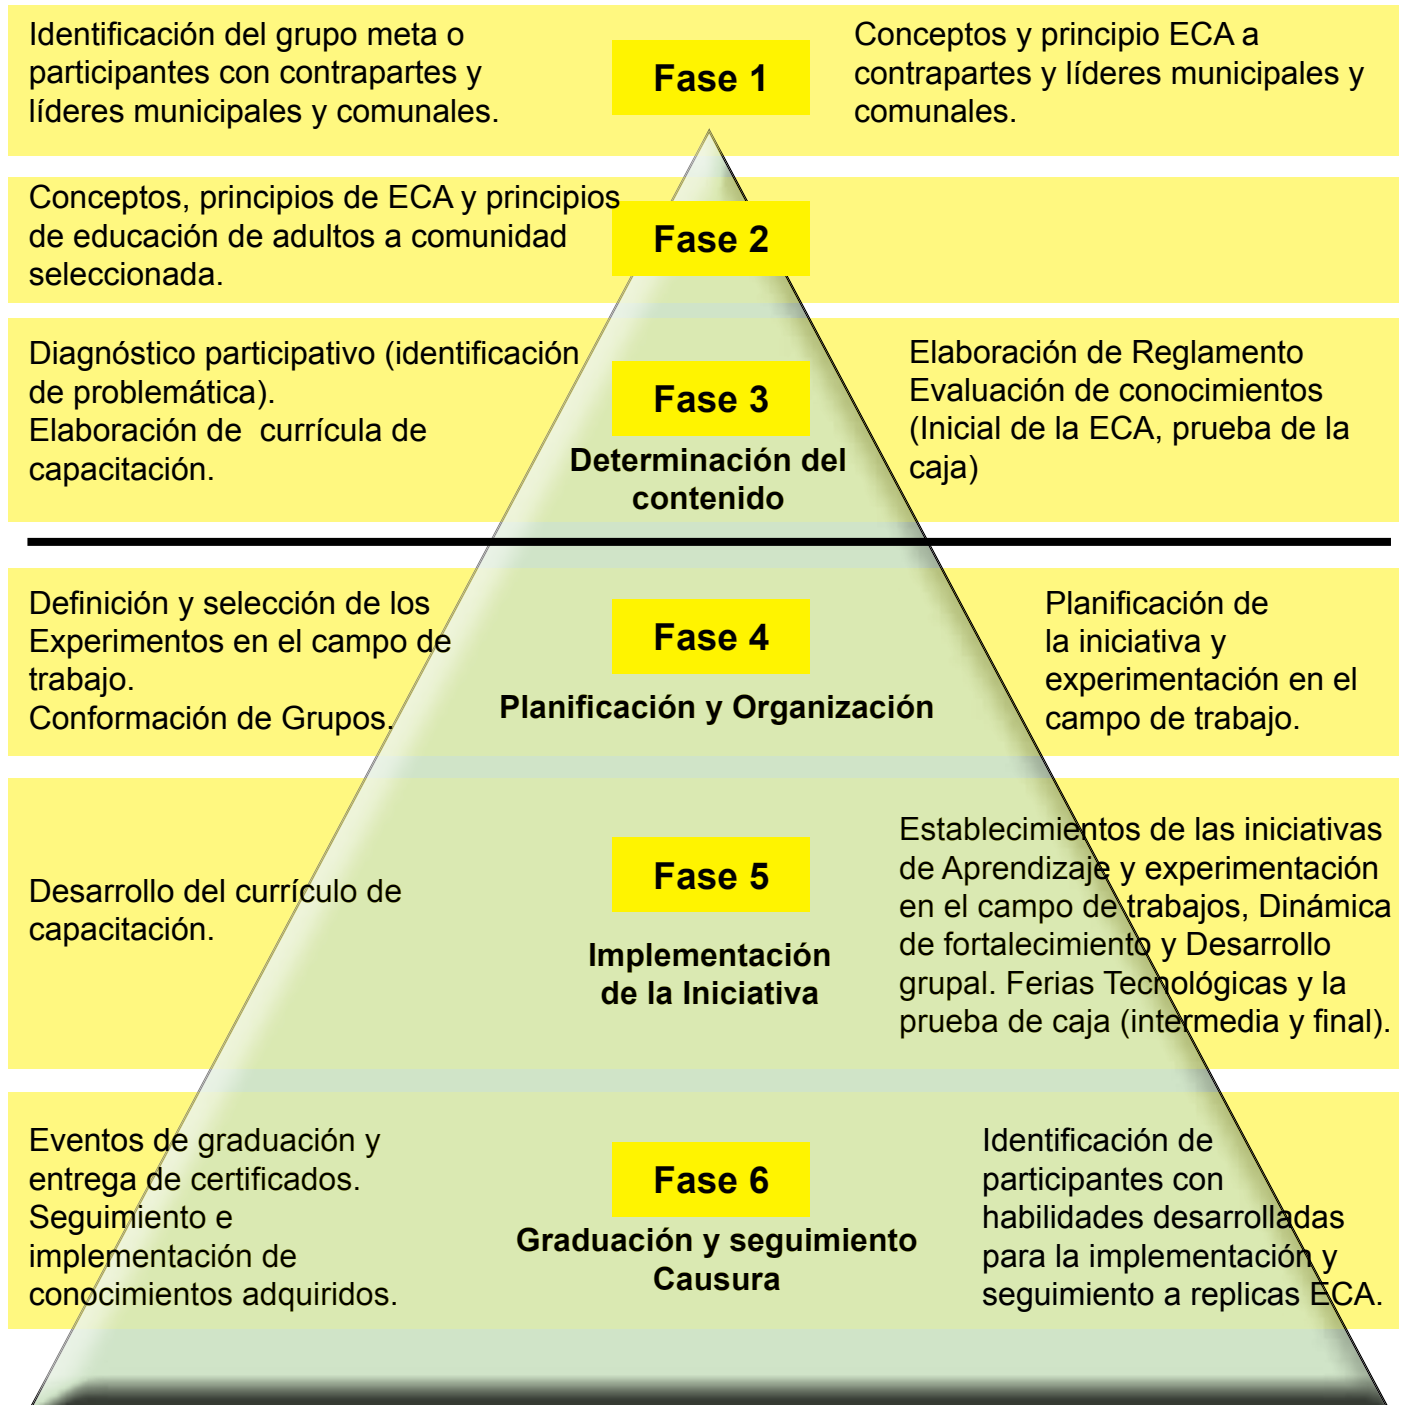 Identificación del grupo meta o
participantes con contrapartes y
líderes municipales y comunales.
Fase 1
Conceptos y principio ECA a
contrapartes y líderes municipales y
comunales.
Conceptos, principios de ECA y principios
de educación de adultos a comunidad
seleccionada.
Fase 2
Diagnóstico participativo (identificación
de problemática).
Elaboración de currícula de
capacitación.
Fase 3
Determinación del
contenido
Elaboración de Reglamento
Evaluación de conocimientos
(Inicial de la ECA, prueba de la
caja)
Definición y selección de los
Experimentos en el campo de
trabajo.
Conformación de Grupos.
Fase 4
Planificación y Organización
Planificación de
la iniciativa y
experimentación en el
campo de trabajo.
Desarrollo del currículo de
capacitación.
Fase 5
Implementación
de la Iniciativa
Establecimientos de las iniciativas
de Aprendizaje y experimentación
en el campo de trabajos, Dinámica
de fortalecimiento y Desarrollo
grupal. Ferias Tecnológicas y la
prueba de caja (intermedia y final).
Eventos de graduación y
entrega de certificados.
Seguimiento e
implementación de
conocimientos adquiridos.
Fase 6
Graduación y seguimiento
Causura
Identificación de
participantes con
habilidades desarrolladas
para la implementación y
seguimiento a replicas ECA.